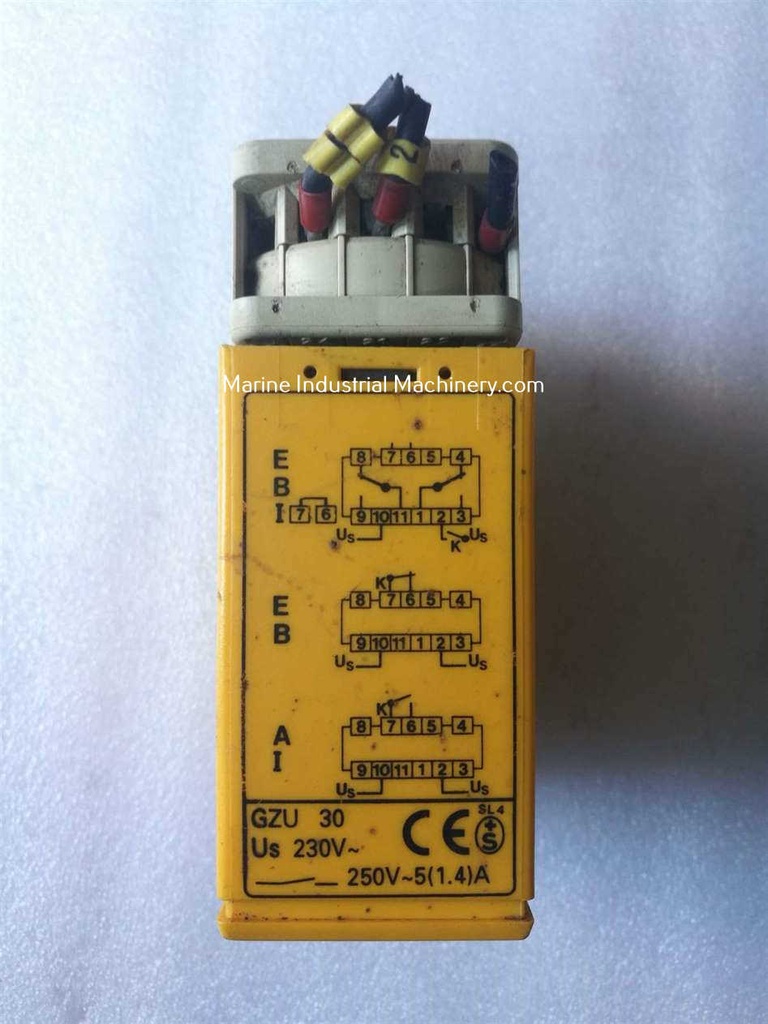 2
Marine Industrial Machinery.com
E
B
I 7 6
8 7 6 5 4
9 10 11 1 2 3
Us K Us
E
B
K
8 7 6 5 4
9 10 11 1 2 3
Us Us
A
I
K
8 7 6 5 4
9 10 11 1 2 3
Us Us
GZU 30
SL4
CE +S
Us 230V~
250V~5(1.4)A